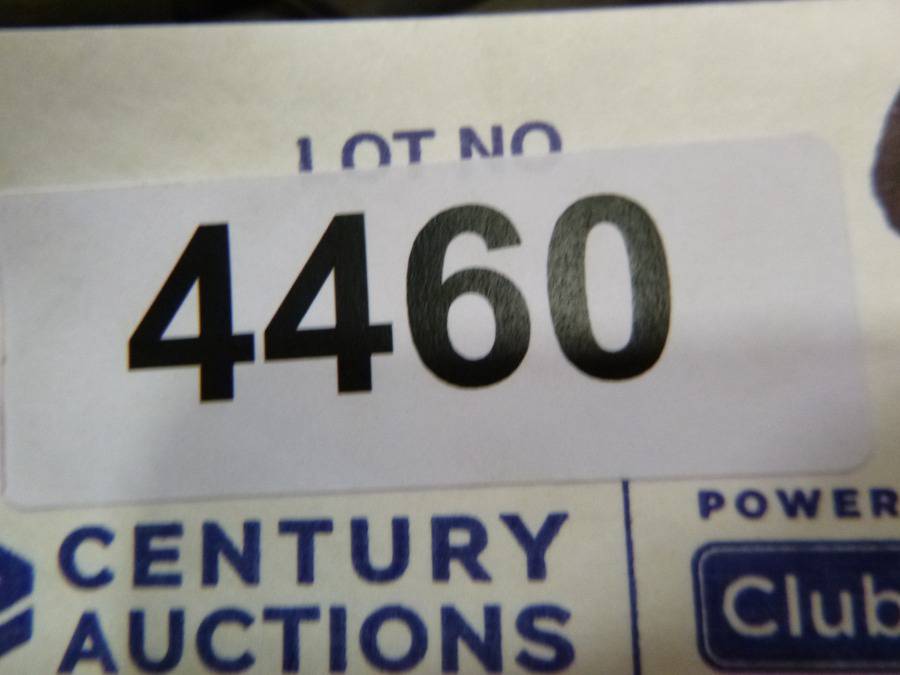 LOT NO
4460
CENTURY
AUCTIONS
POWER
Club